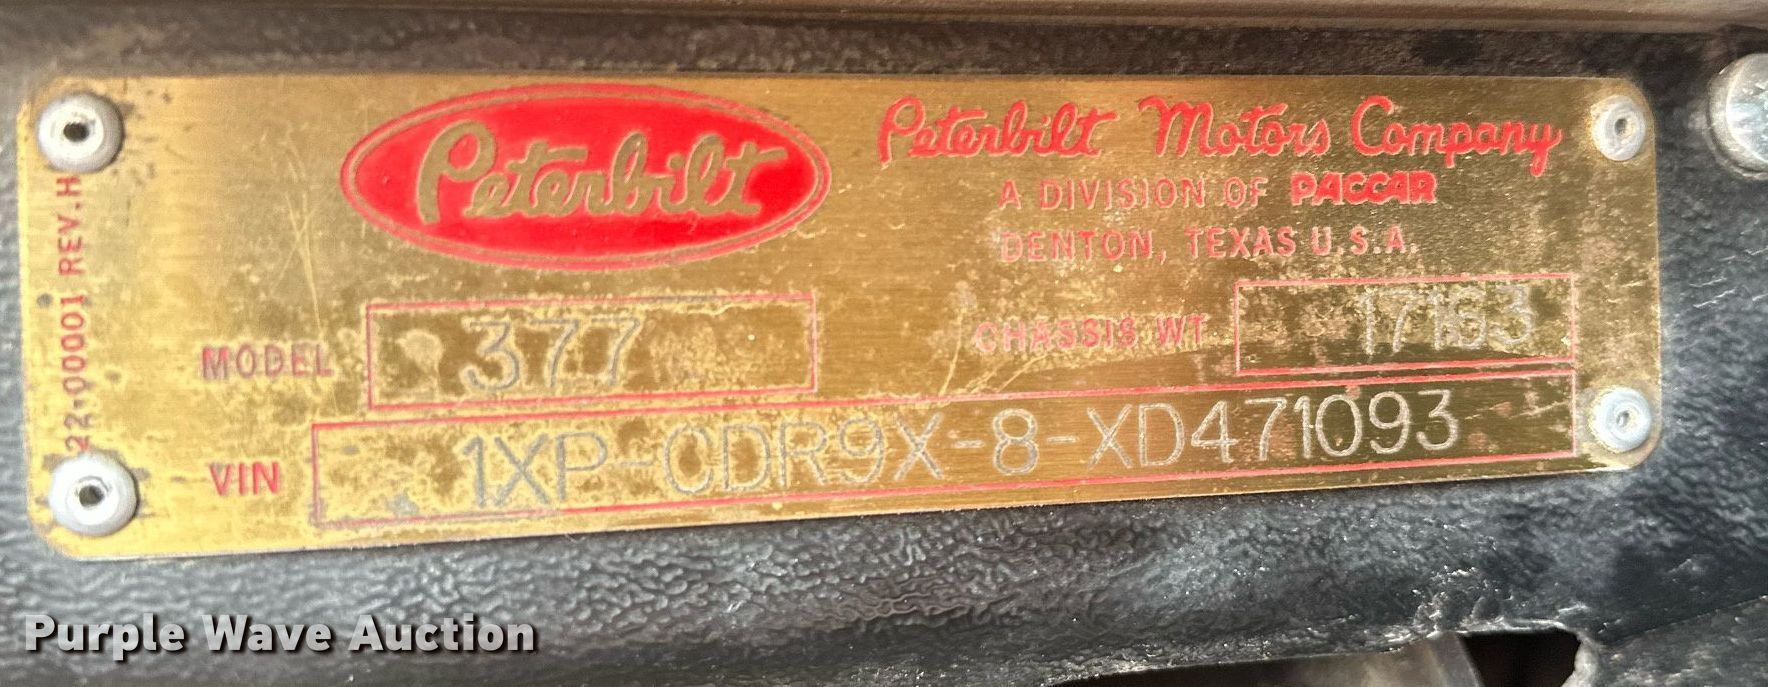 Peterbilt
Peterbilt Motors Company
A DIVISION OF PACCAR
DENTON, TEXAS U.S.A.
22-00001 REV.H
MODEL 377
CHASSIS WT 17163
VIN 1XP-CDR9X-8-XD471093
Purple Wave Auction